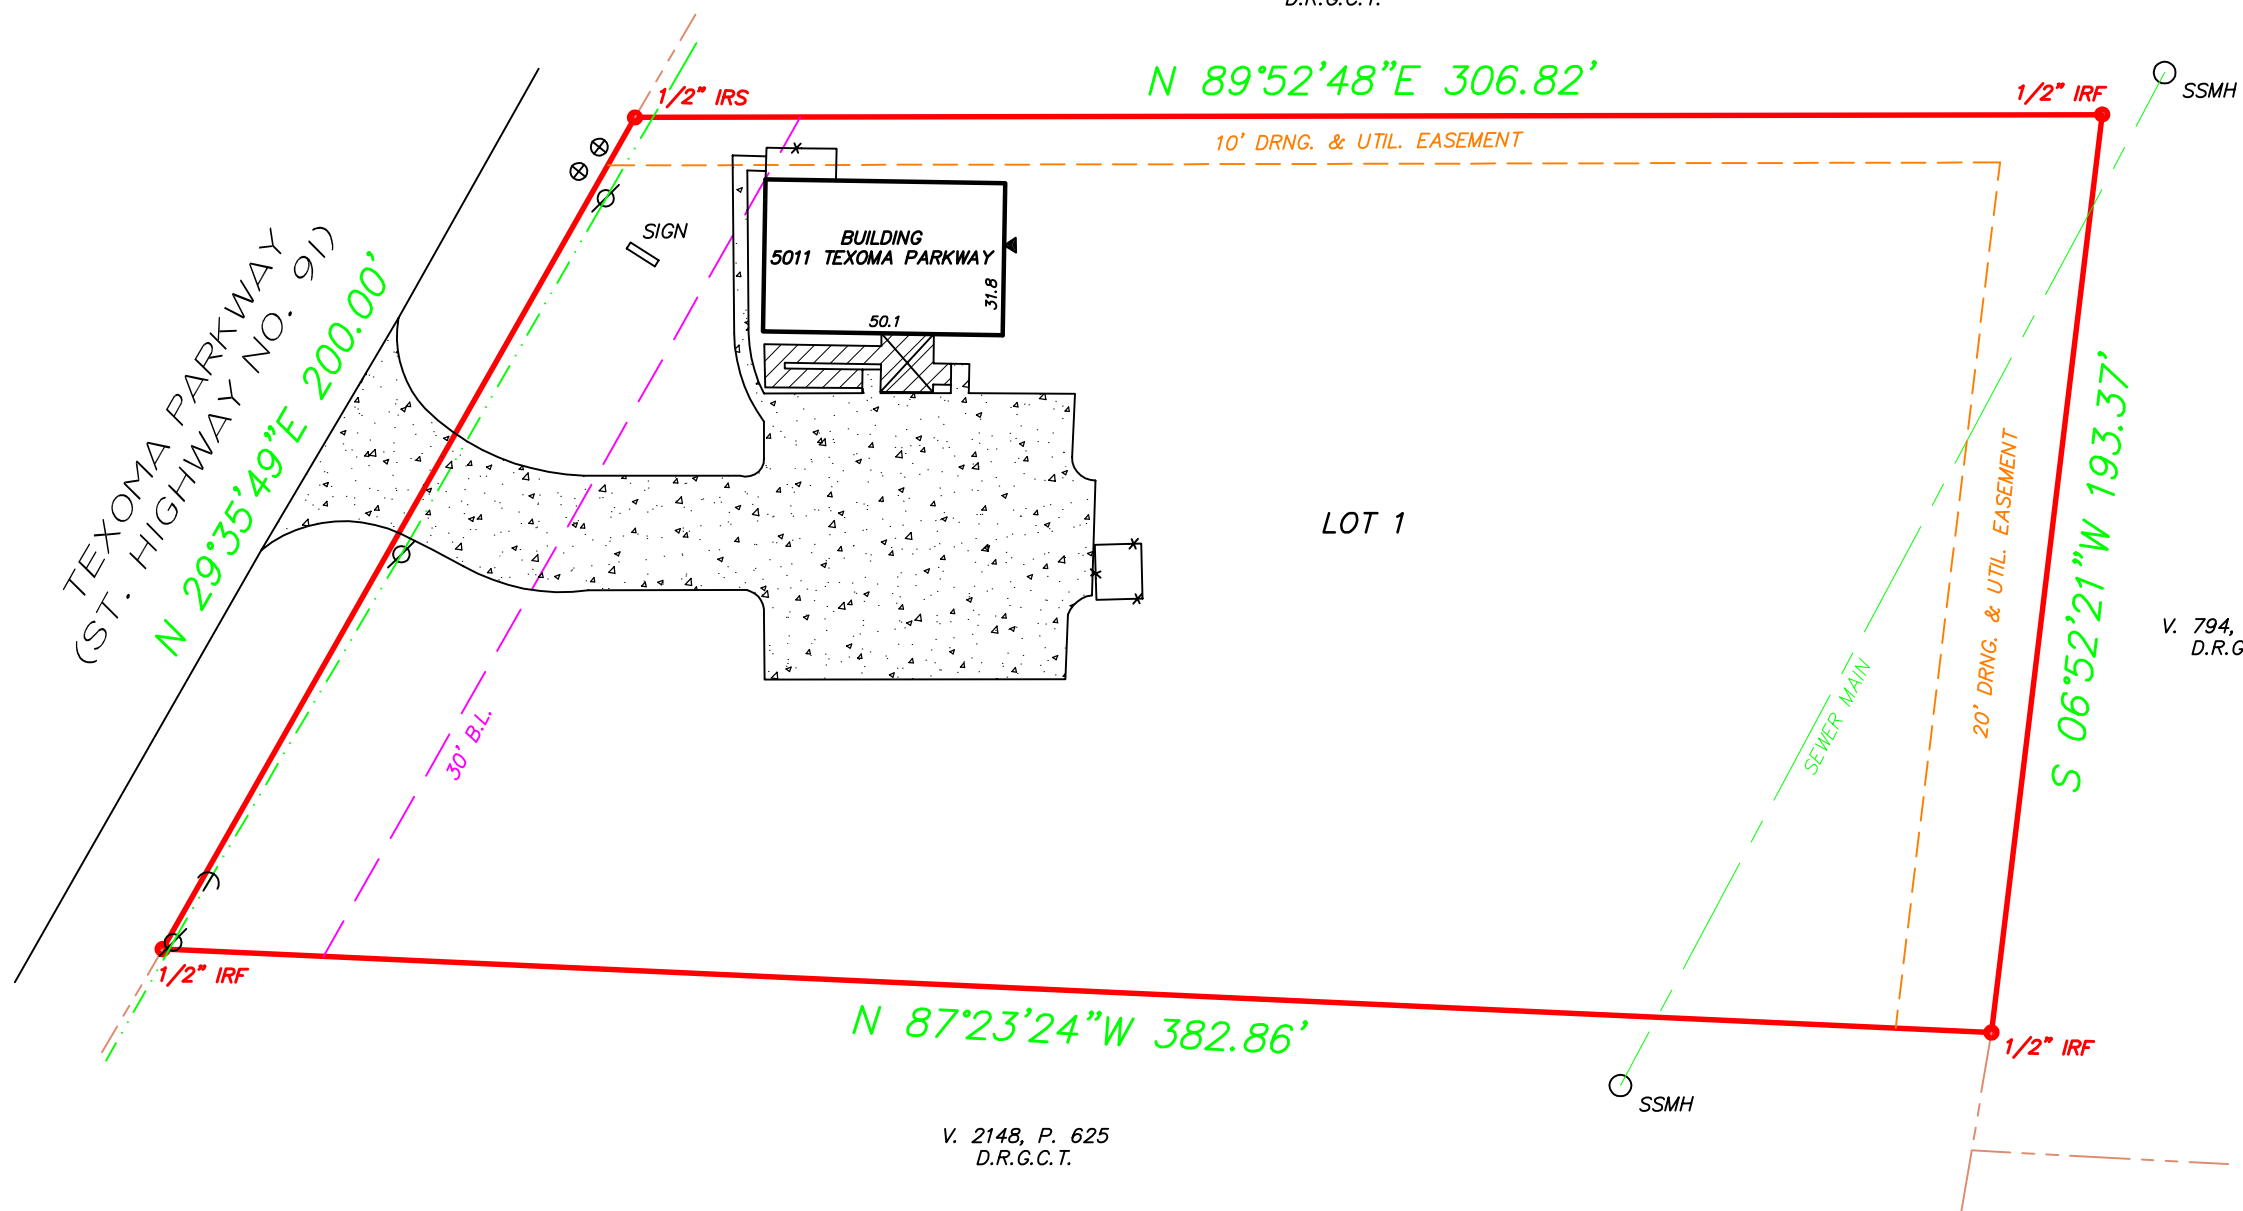 D.R.G.C.T.
N 89°52'48"E 306.82'
1/2" IRS
1/2" IRF
SSMH
10' DRNG. & UTIL. EASEMENT
SIGN
BUILDING
5011 TEXOMA PARKWAY
31.8
50.1
TEXOMA PARKWAY
(ST. HIGHWAY NO. 91)
N 29°35'49"E 200.00'
LOT 1
20' DRNG. & UTIL. EASEMENT
S 06°52'21"W 193.37'
V. 794,
D.R.G
SEWER MAIN
30' B.L.
1/2" IRF
N 87°23'24"W 382.86'
1/2" IRF
SSMH
V. 2148, P. 625
D.R.G.C.T.